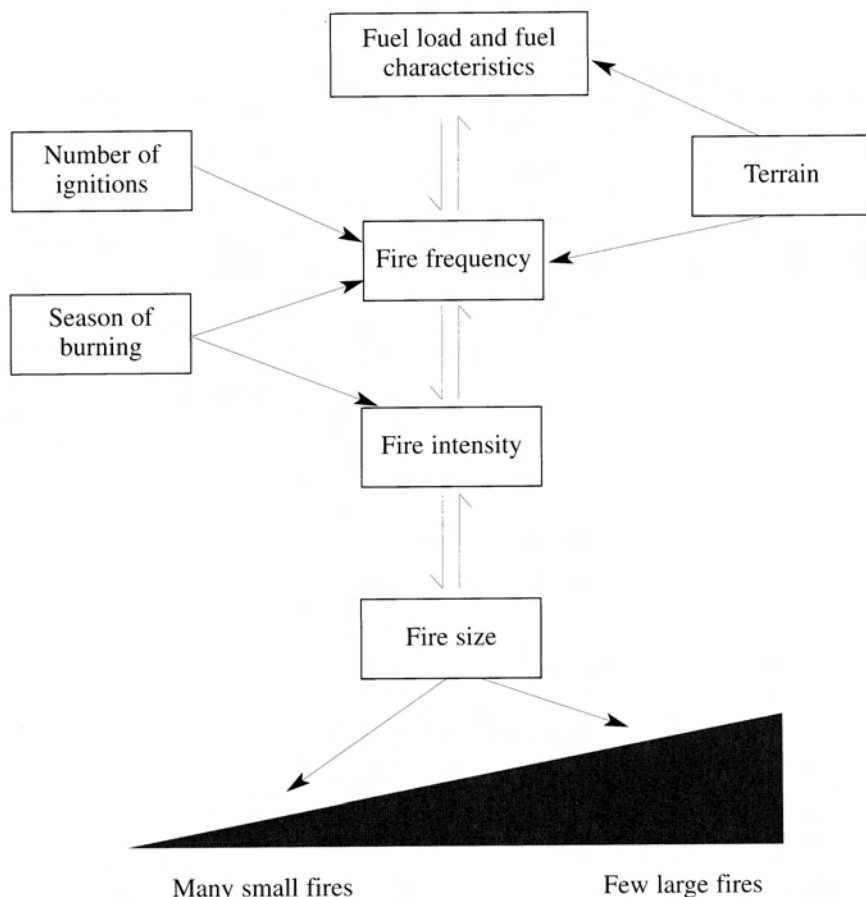 Fuel load and fuel
characteristics
Number of
ignitions
Terrain
Fire frequency
Season of
burning
Fire intensity
Fire size
Many small fires
Few large fires